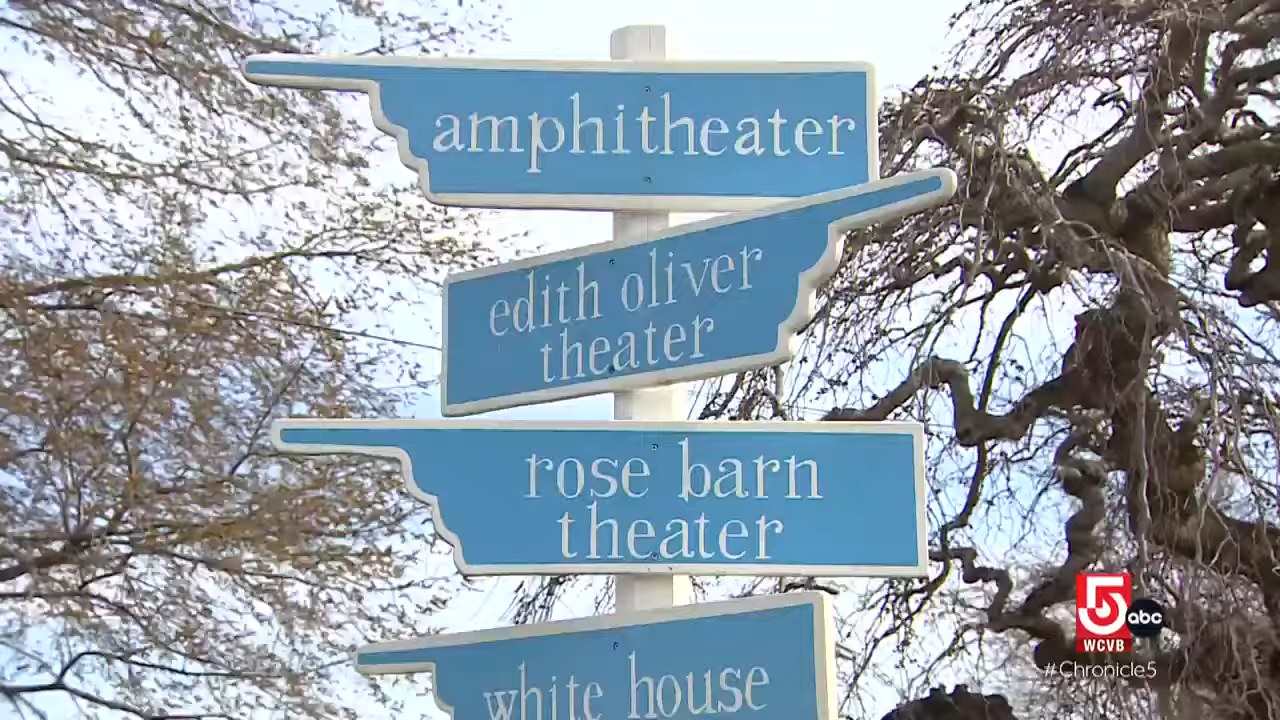 amphitheater
edith oliver
theater
rose barn
theater
white house
5
abc
WCVB
#Chronicle5